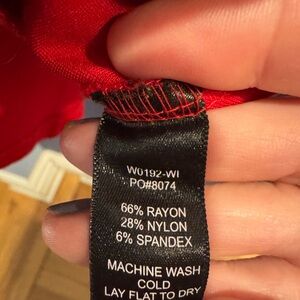 W0192-WI
PO#8074
66% RAYON
28% NYLON
6% SPANDEX
MACHINE WASH
COLD
LAY FLAT TO DRY